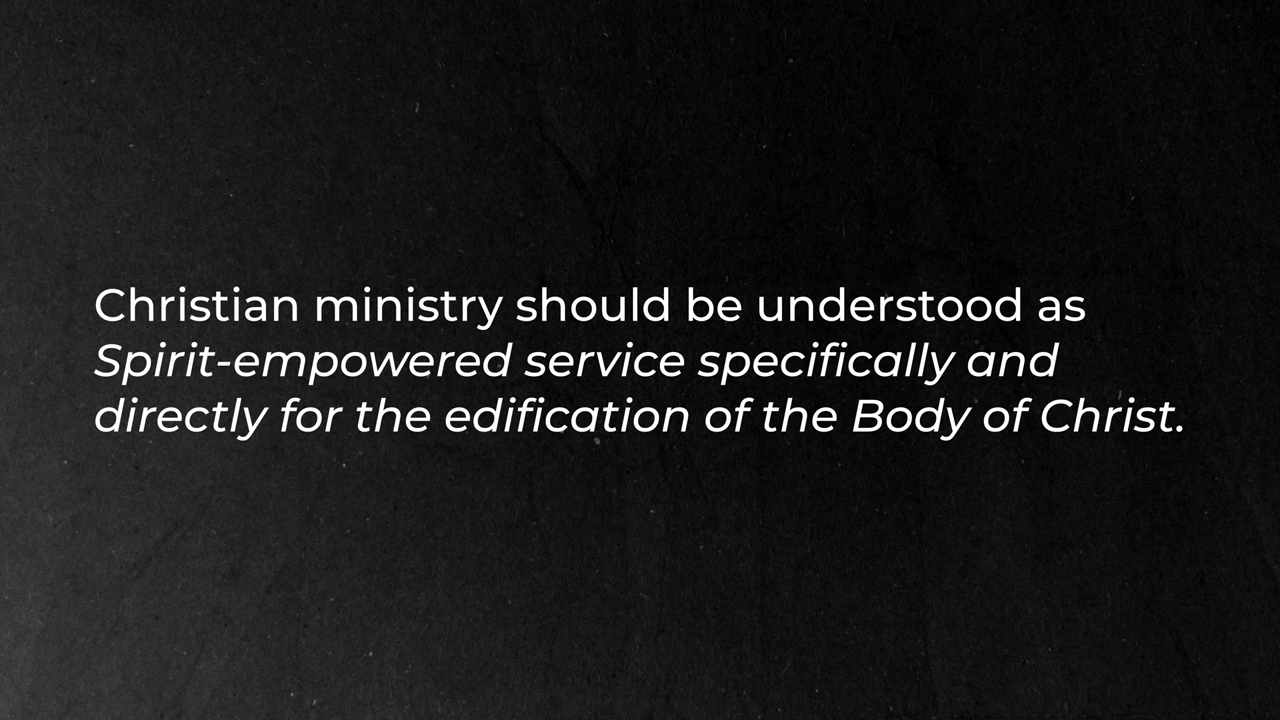 Christian ministry should be understood as
Spirit-empowered service specifically and
directly for the edification of the Body of Christ.